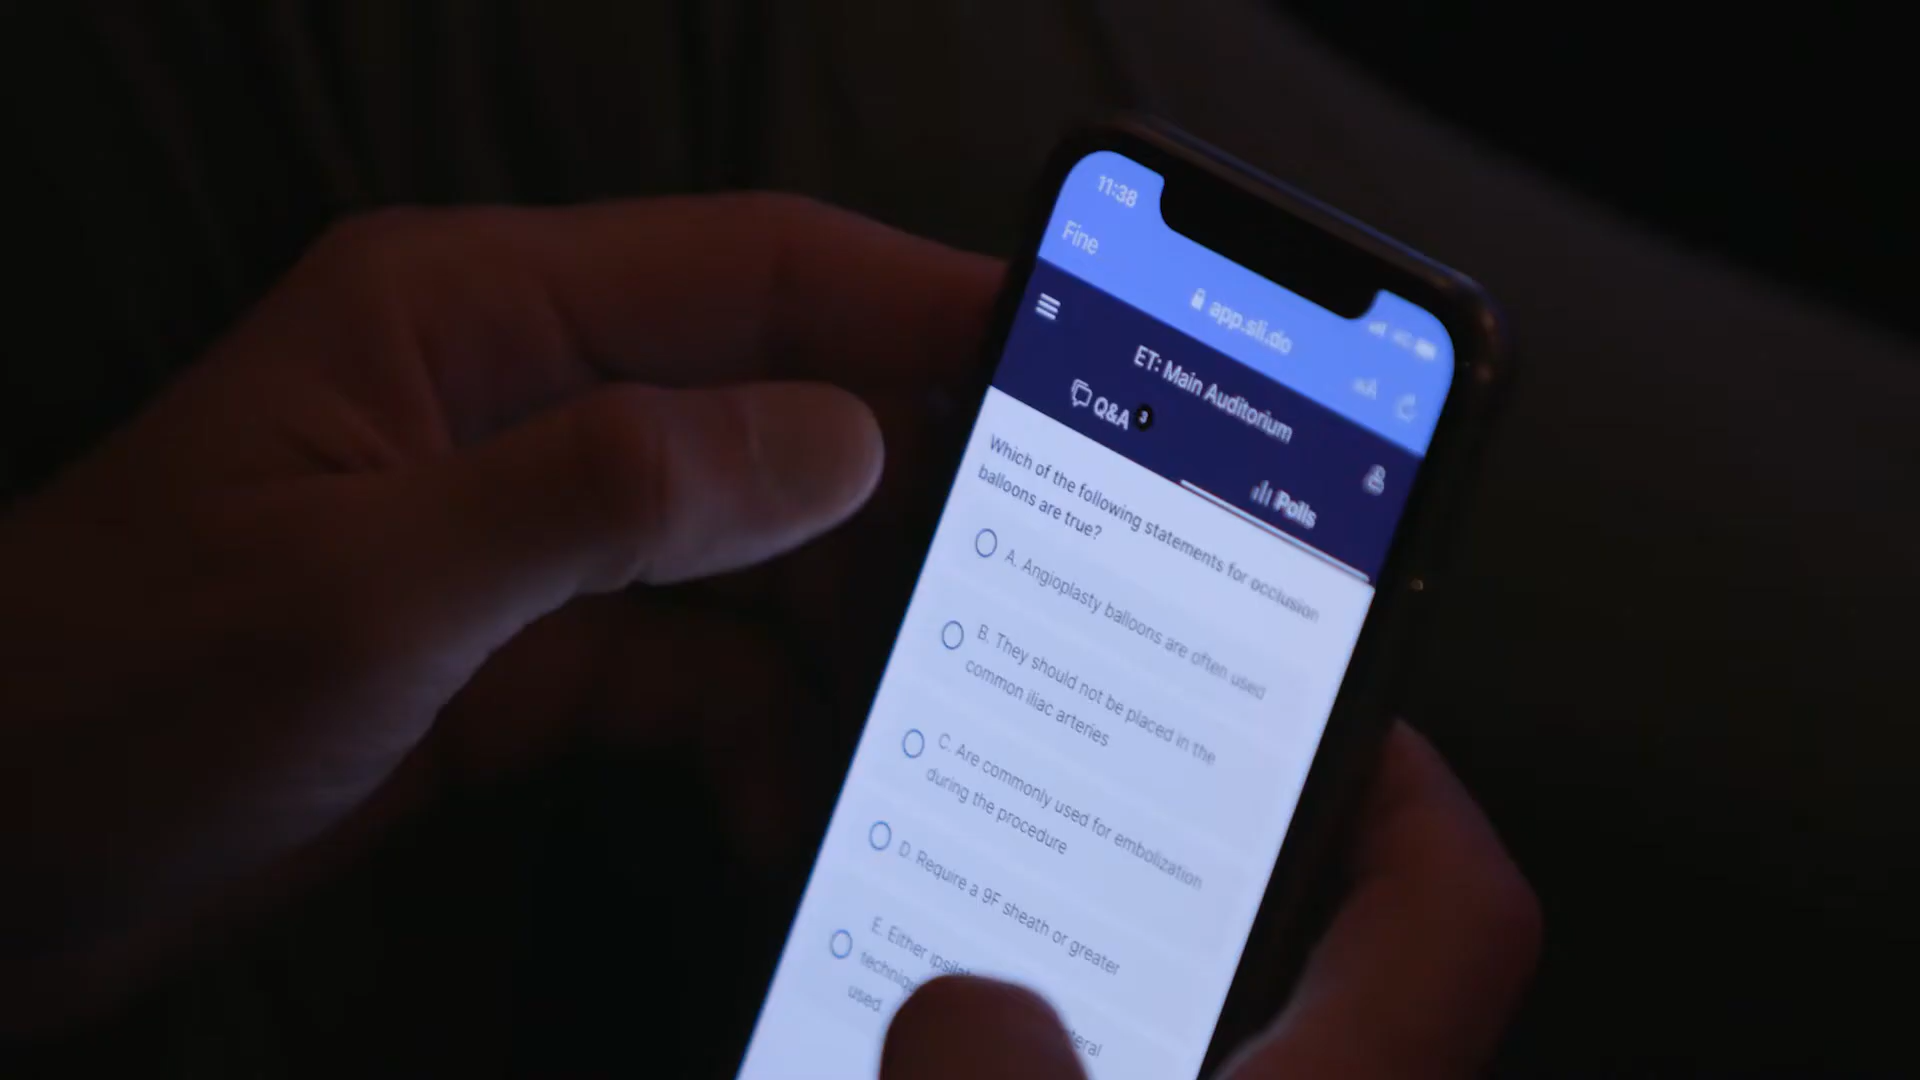 11:38
Fine
app.sli.do
AA
ET: Main Auditorium
Q&A 3
Polls
Which of the following statements for occlusion
balloons are true?
A. Angioplasty balloons are often used
B. They should not be placed in the
common iliac arteries
C. Are commonly used for embolization
during the procedure
D. Require a 9F sheath or greater
E. Either
used